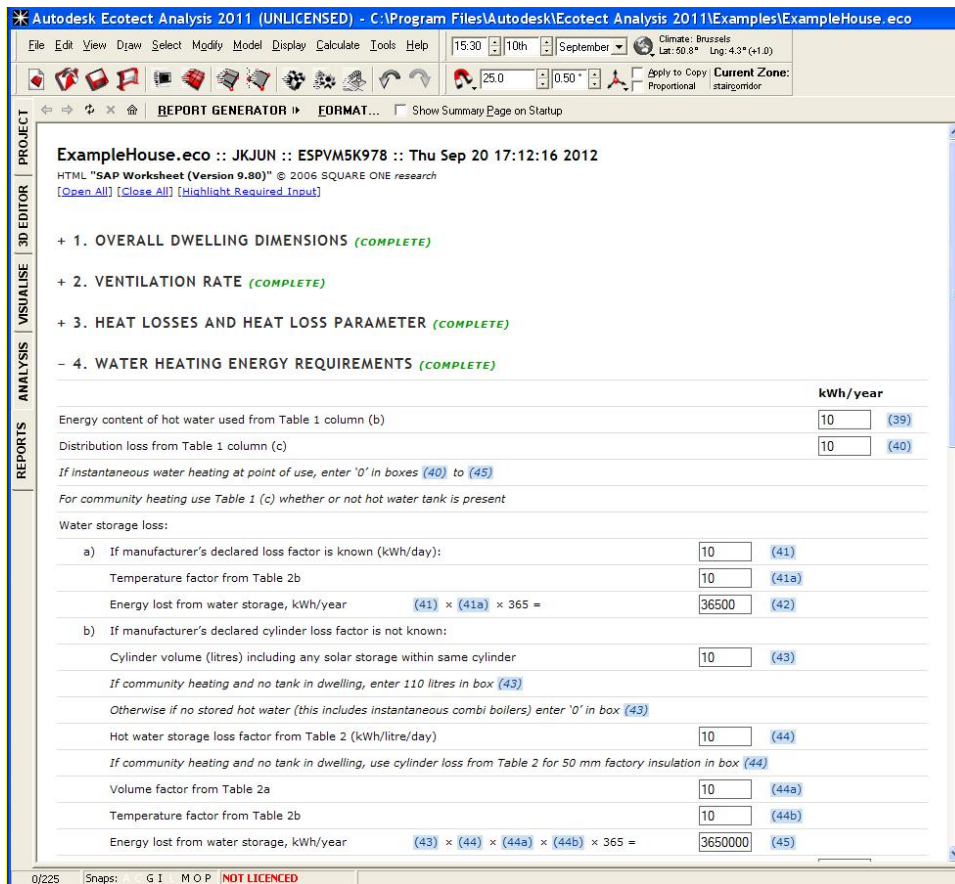 Autodesk Ecotect Analysis 2011 (UNLICENSED) - C:\Program Files\Autodesk\Ecotect Analysis 2011\Examples\ExampleHouse.eco
File Edit View Draw Select Modify Model Display Calculate Tools Help 15:30 10th September Climate: Brussels
Lat: 50.8° Lng: 4.3° (+1.0)
25.0 0.50° Apply to Copy Current Zone:
Proportional staircorridor
REPORT GENERATOR FORMAT... Show Summary Page on Startup
PROJECT
3D EDITOR
VISUALISE
ANALYSIS
REPORTS
ExampleHouse.eco :: JKJUN :: ESPVM5K978 :: Thu Sep 20 17:12:16 2012
HTML "SAP Worksheet (Version 9.80)" © 2006 SQUARE ONE research
[Open All] [Close All] [Highlight Required Input]
+ 1. OVERALL DWELLING DIMENSIONS (COMPLETE)
+ 2. VENTILATION RATE (COMPLETE)
+ 3. HEAT LOSSES AND HEAT LOSS PARAMETER (COMPLETE)
– 4. WATER HEATING ENERGY REQUIREMENTS (COMPLETE)
kWh/year
Energy content of hot water used from Table 1 column (b) 10 (39)
Distribution loss from Table 1 column (c) 10 (40)
If instantaneous water heating at point of use, enter '0' in boxes (40) to (45)
For community heating use Table 1 (c) whether or not hot water tank is present
Water storage loss:
a) If manufacturer's declared loss factor is known (kWh/day): 10 (41)
Temperature factor from Table 2b 10 (41a)
Energy lost from water storage, kWh/year (41) × (41a) × 365 = 36500 (42)
b) If manufacturer's declared cylinder loss factor is not known:
Cylinder volume (litres) including any solar storage within same cylinder 10 (43)
If community heating and no tank in dwelling, enter 110 litres in box (43)
Otherwise if no stored hot water (this includes instantaneous combi boilers) enter '0' in box (43)
Hot water storage loss factor from Table 2 (kWh/litre/day) 10 (44)
If community heating and no tank in dwelling, use cylinder loss from Table 2 for 50 mm factory insulation in box (44)
Volume factor from Table 2a 10 (44a)
Temperature factor from Table 2b 10 (44b)
Energy lost from water storage, kWh/year (43) × (44) × (44a) × (44b) × 365 = 3650000 (45)
0/225 Snaps: A C G I L M O P NOT LICENCED